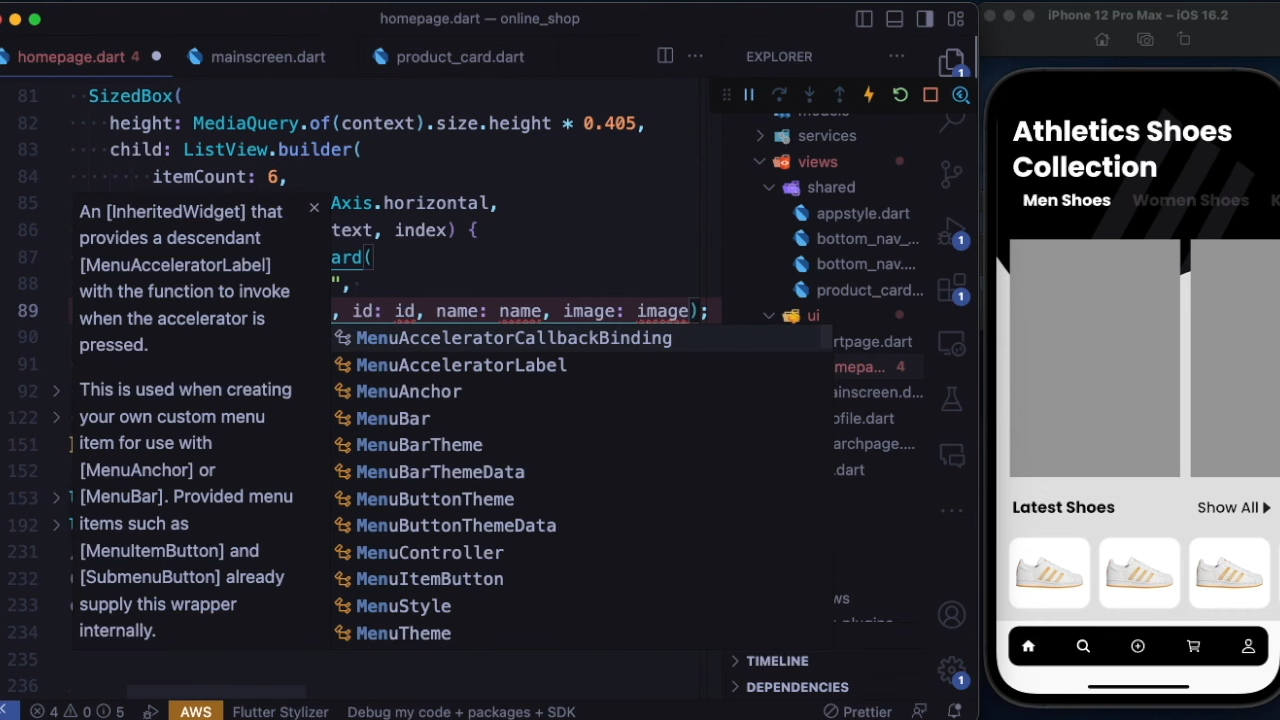 homepage.dart — online_shop
iPhone 12 Pro Max – iOS 16.2
homepage.dart 4
mainscreen.dart
product_card.dart
EXPLORER
1
81 SizedBox(
82 height: MediaQuery.of(context).size.height * 0.405,
83 child: ListView.builder(
84 itemCount: 6,
85 Axis.horizontal,
86 text, index) {
87 ard(
88 ",
89 , id: id, name: name, image: image);
90
91
92
122
151 ]
152
153
192
231
232
233
234
235
236
An [InheritedWidget] that
provides a descendant
[MenuAcceleratorLabel]
with the function to invoke
when the accelerator is
pressed.
This is used when creating
your own custom menu
item for use with
[MenuAnchor] or
[MenuBar]. Provided menu
items such as
[MenuItemButton] and
[SubmenuButton] already
supply this wrapper
internally.
MenuAcceleratorCallbackBinding
MenuAcceleratorLabel
MenuAnchor
MenuBar
MenuBarTheme
MenuBarThemeData
MenuButtonTheme
MenuButtonThemeData
MenuController
MenuItemButton
MenuStyle
MenuTheme
models
services
views
shared
appstyle.dart
bottom_nav_...
bottom_nav....
product_card...
ui
rtpage.dart
mepa... 4
ainscreen.d...
ofile.dart
archpage....
.dart
ws
TIMELINE
DEPENDENCIES
1
1
1
4 0 5
AWS
Flutter Stylizer
Debug my code + packages + SDK
Prettier
Athletics Shoes
Collection
Men Shoes
Women Shoes
K
Latest Shoes
Show All